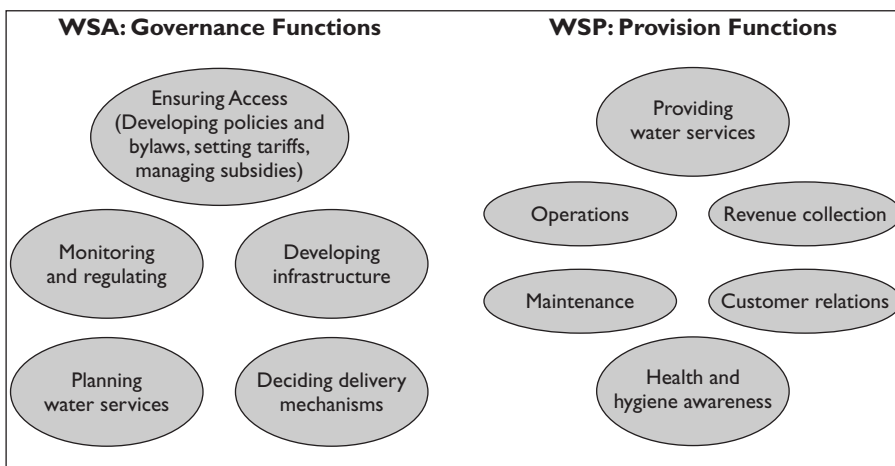 WSA: Governance Functions
Ensuring Access
(Developing policies and
bylaws, setting tariffs,
managing subsidies)
Monitoring
and regulating
Developing
infrastructure
Planning
water services
Deciding delivery
mechanisms
WSP: Provision Functions
Providing
water services
Operations
Revenue collection
Maintenance
Customer relations
Health and
hygiene awareness